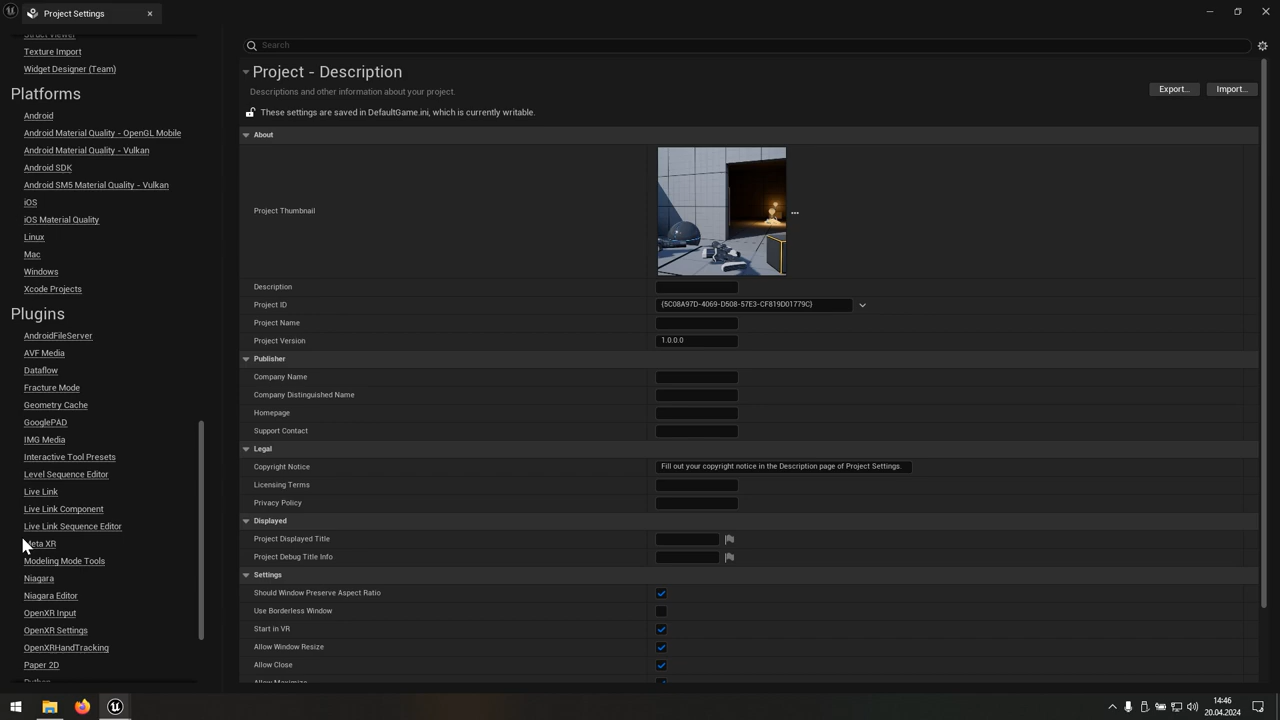 Project Settings
Struct Viewer
Texture Import
Widget Designer (Team)
Platforms
Android
Android Material Quality - OpenGL Mobile
Android Material Quality - Vulkan
Android SDK
Android SM5 Material Quality - Vulkan
iOS
iOS Material Quality
Linux
Mac
Windows
Xcode Projects
Plugins
AndroidFileServer
AVF Media
Dataflow
Fracture Mode
Geometry Cache
GooglePAD
IMG Media
Interactive Tool Presets
Level Sequence Editor
Live Link
Live Link Component
Live Link Sequence Editor
Meta XR
Modeling Mode Tools
Niagara
Niagara Editor
OpenXR Input
OpenXR Settings
OpenXRHandTracking
Paper 2D
Python
Search
Project - Description
Descriptions and other information about your project.
Export...
Import...
These settings are saved in DefaultGame.ini, which is currently writable.
About
Project Thumbnail
Description
Project ID
{5C08A97D-4069-D508-57E3-CF819D01779C}
Project Name
Project Version
1.0.0.0
Publisher
Company Name
Company Distinguished Name
Homepage
Support Contact
Legal
Copyright Notice
Fill out your copyright notice in the Description page of Project Settings.
Licensing Terms
Privacy Policy
Displayed
Project Displayed Title
Project Debug Title Info
Settings
Should Window Preserve Aspect Ratio
Use Borderless Window
Start in VR
Allow Window Resize
Allow Close
Allow Maximize
14:46
20.04.2024